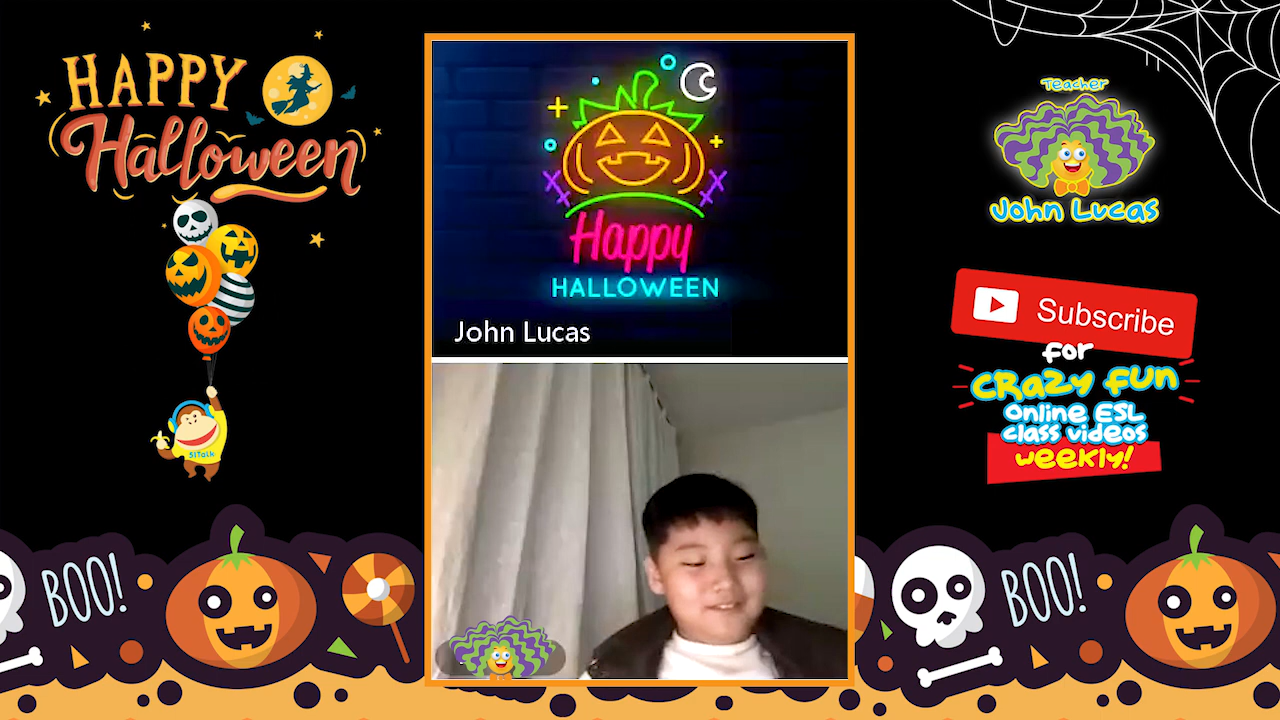 HAPPY
Halloween
51Talk
BOO!
Happy
HALLOWEEN
John Lucas
Teacher
John Lucas
Subscribe
for
CRaZy FUN
Online ESL
class videos
weekly!
BOO!